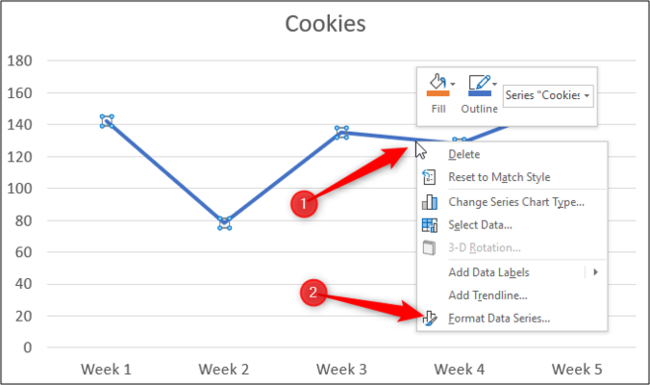 Cookies
180
160
140
120
100
80
60
40
20
0
Week 1 Week 2 Week 3 Week 4 Week 5
Fill Outline Series "Cookies
Delete
Reset to Match Style
Change Series Chart Type...
Select Data...
3-D Rotation...
Add Data Labels
Add Trendline...
Format Data Series...
1
2